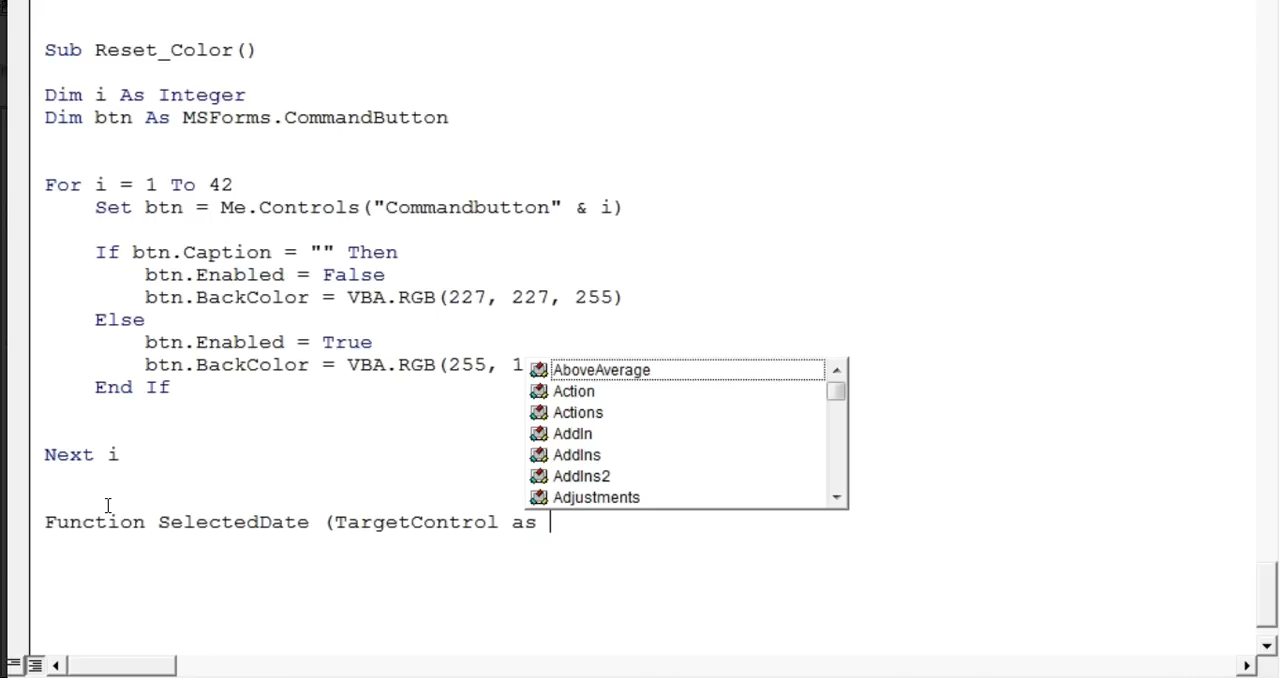 Sub Reset_Color()
Dim i As Integer
Dim btn As MSForms.CommandButton
For i = 1 To 42
Set btn = Me.Controls("Commandbutton" & i)
If btn.Caption = "" Then
btn.Enabled = False
btn.BackColor = VBA.RGB(227, 227, 255)
Else
btn.Enabled = True
btn.BackColor = VBA.RGB(255, 1
End If
Next i
Function SelectedDate (TargetControl as
AboveAverage
Action
Actions
AddIn
AddIns
AddIns2
Adjustments